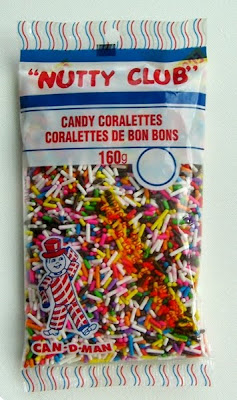 "NUTTY CLUB"
CANDY CORALETTES
CORALETTES DE BON BONS
160g
CAN-D-MAN